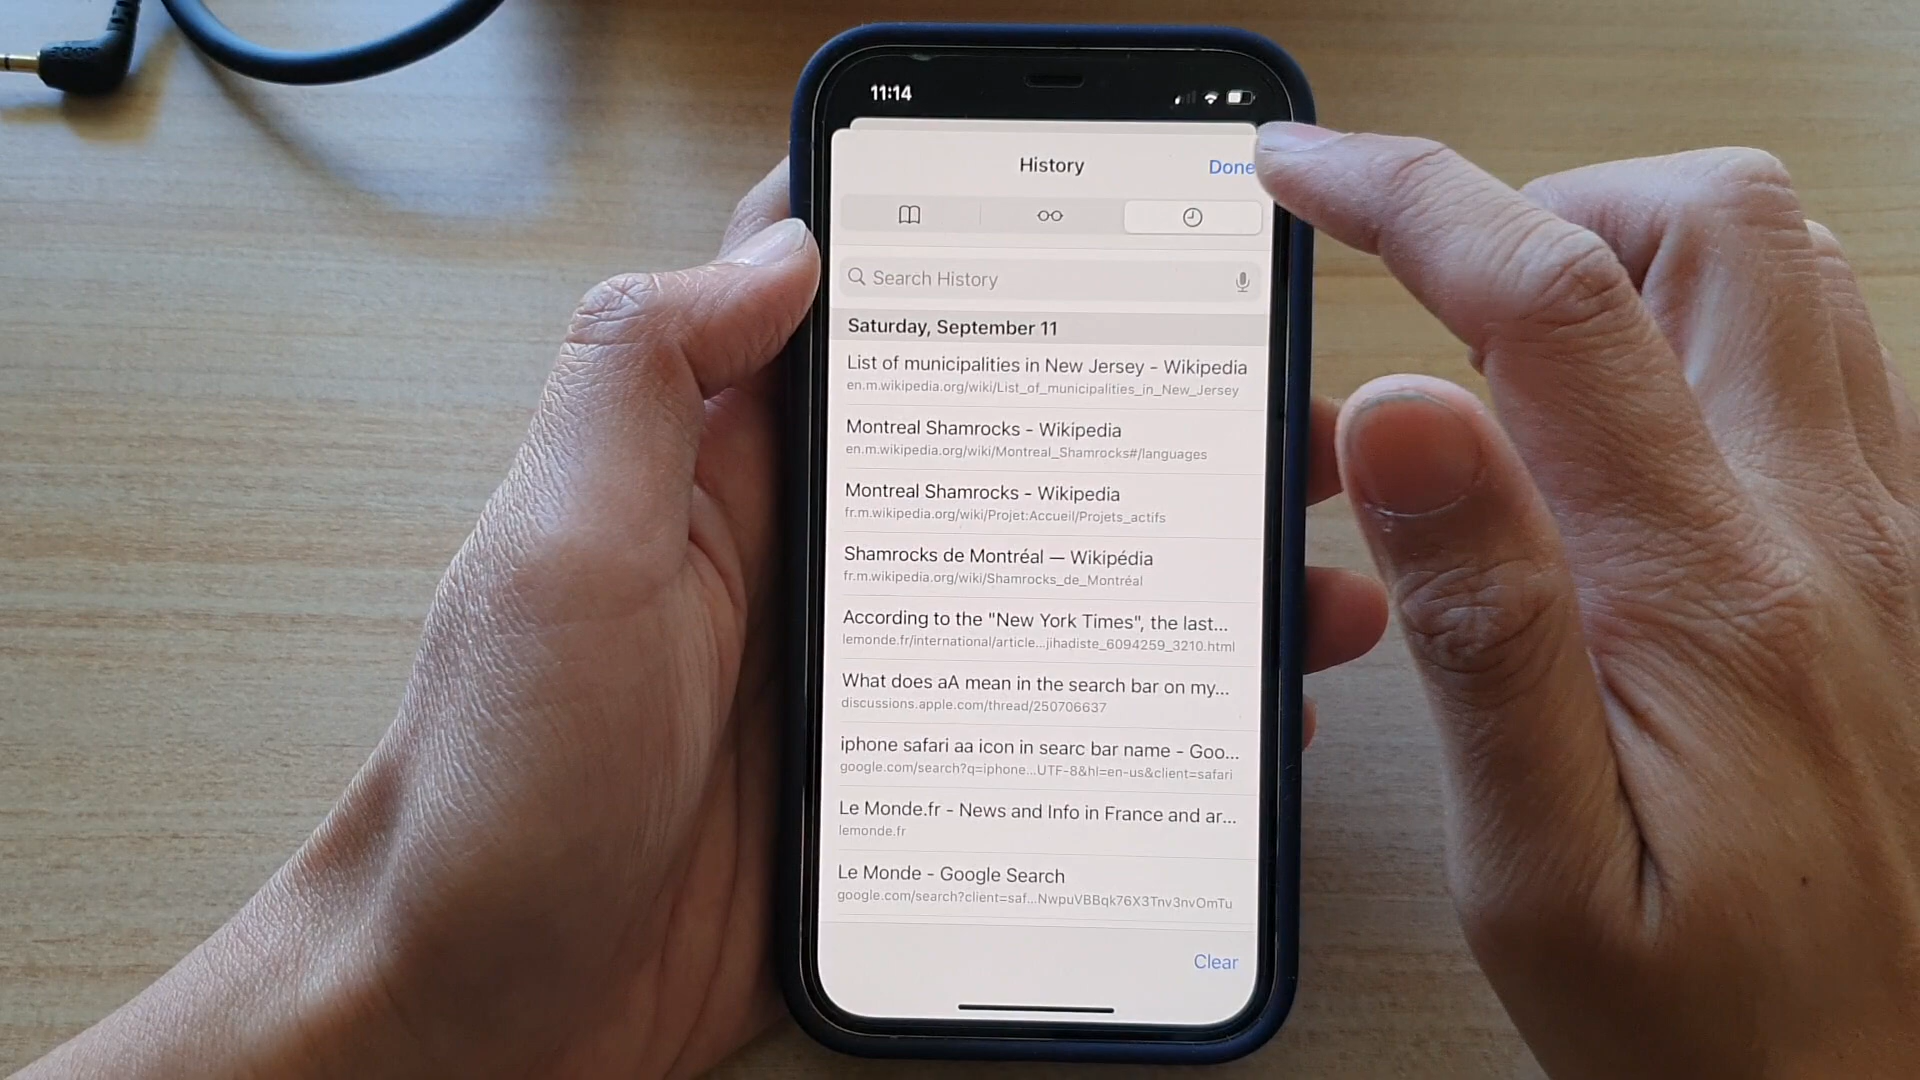 11:14
History
Done
Search History
Saturday, September 11
List of municipalities in New Jersey - Wikipedia
en.m.wikipedia.org/wiki/List_of_municipalities_in_New_Jersey
Montreal Shamrocks - Wikipedia
en.m.wikipedia.org/wiki/Montreal_Shamrocks#/languages
Montreal Shamrocks - Wikipedia
fr.m.wikipedia.org/wiki/Projet:Accueil/Projets_actifs
Shamrocks de Montréal — Wikipédia
fr.m.wikipedia.org/wiki/Shamrocks_de_Montréal
According to the "New York Times", the last...
lemonde.fr/international/article...jihadiste_6094259_3210.html
What does aA mean in the search bar on my...
discussions.apple.com/thread/250706637
iphone safari aa icon in searc bar name - Goo...
google.com/search?q=iphone...UTF-8&hl=en-us&client=safari
Le Monde.fr - News and Info in France and ar...
lemonde.fr
Le Monde - Google Search
google.com/search?client=saf...NwpuVBBqk76X3Tnv3nvOmTu
Clear